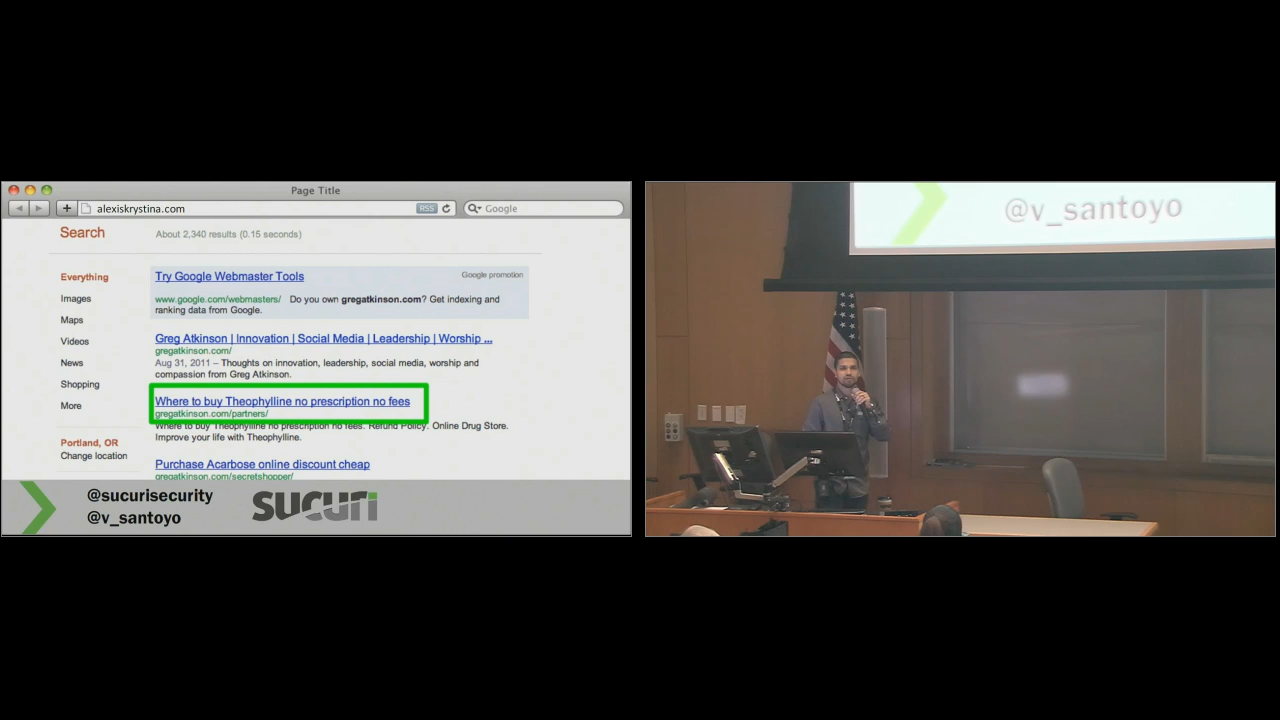 Page Title
alexiskrystina.com
RSS
Google
Search
About 2,340 results (0.15 seconds)
Everything
Images
Maps
Videos
News
Shopping
More
Portland, OR
Change location
Try Google Webmaster Tools
Google promotion
www.google.com/webmasters/ Do you own gregatkinson.com? Get indexing and
ranking data from Google.
Greg Atkinson | Innovation | Social Media | Leadership | Worship ...
gregatkinson.com/
Aug 31, 2011 – Thoughts on innovation, leadership, social media, worship and
compassion from Greg Atkinson.
Where to buy Theophylline no prescription no fees
gregatkinson.com/partners/
Where to buy Theophylline no prescription no fees. Refund Policy. Online Drug Store.
Improve your life with Theophylline.
Purchase Acarbose online discount cheap
gregatkinson.com/secretshopper/
@sucurisecurity
@v_santoyo
sucuri
@v_santoyo